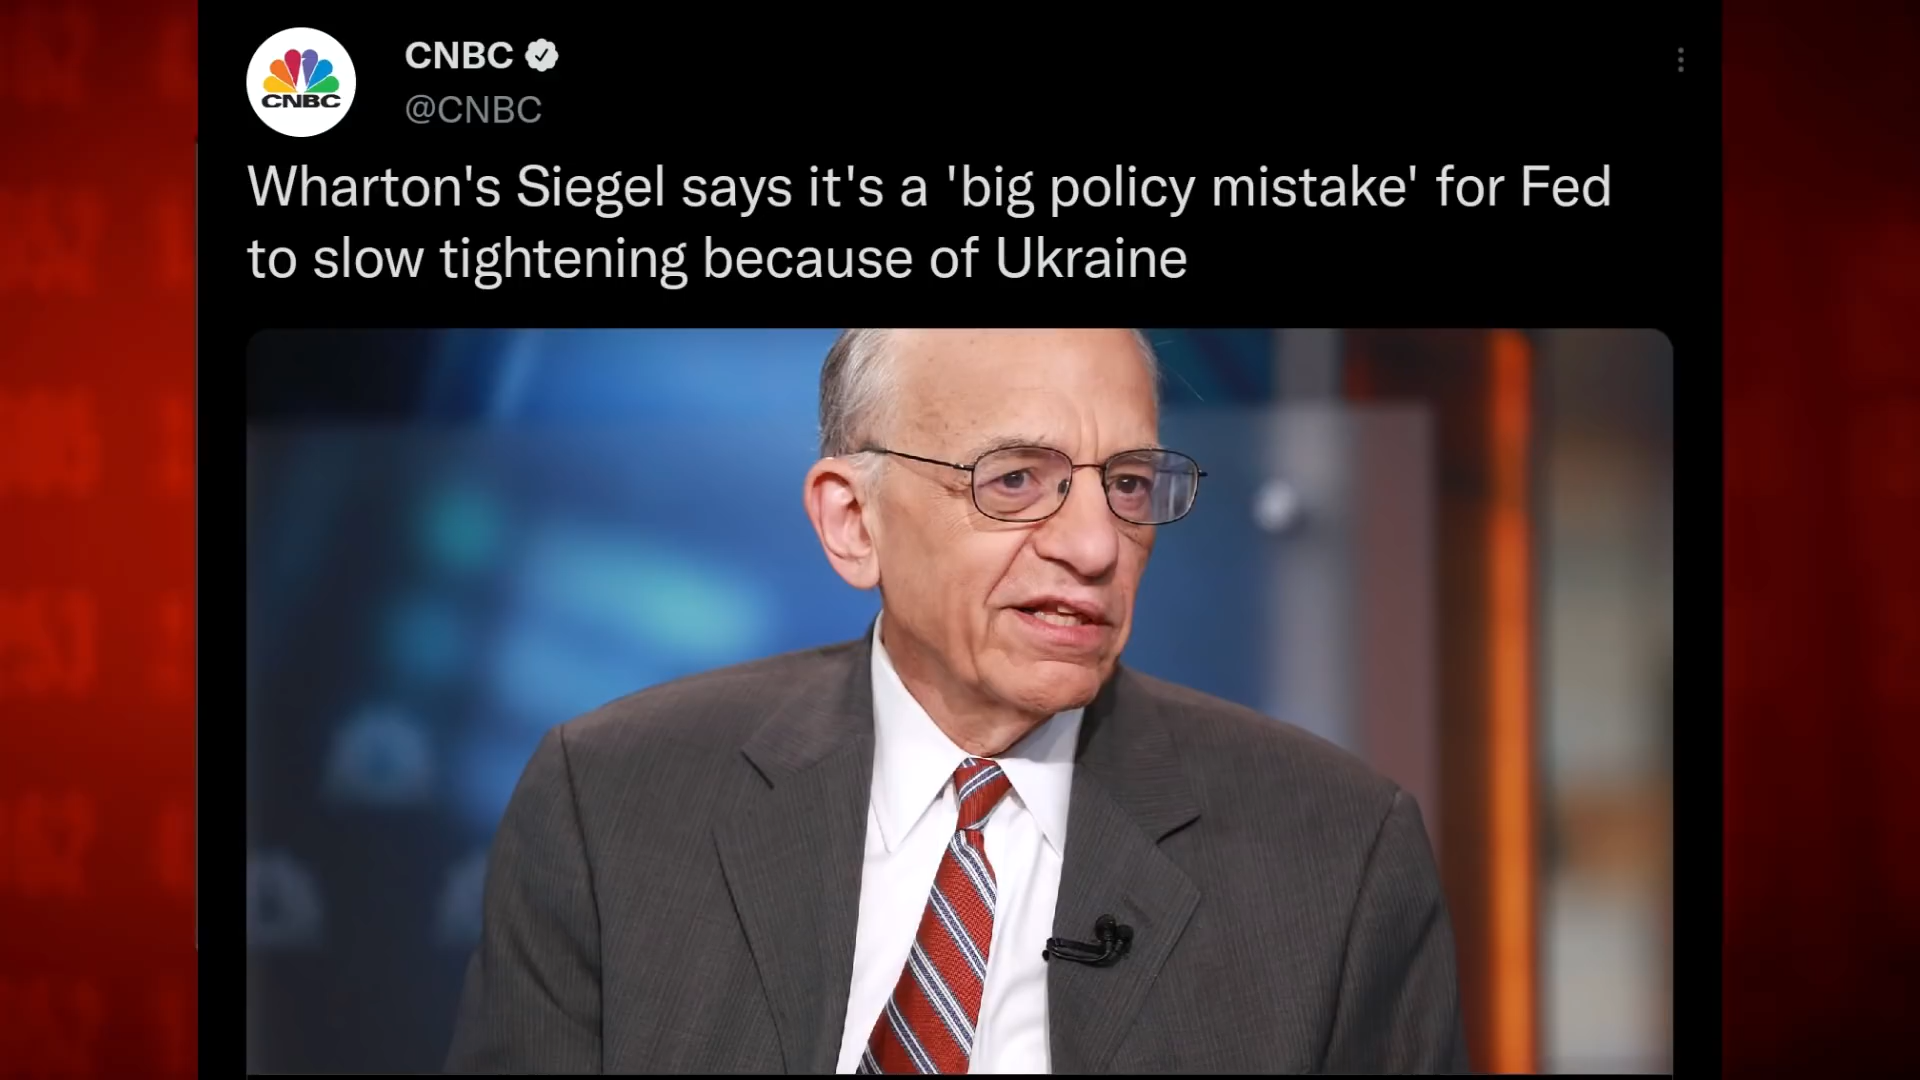 CNBC
CNBC
@CNBC
Wharton's Siegel says it's a 'big policy mistake' for Fed
to slow tightening because of Ukraine